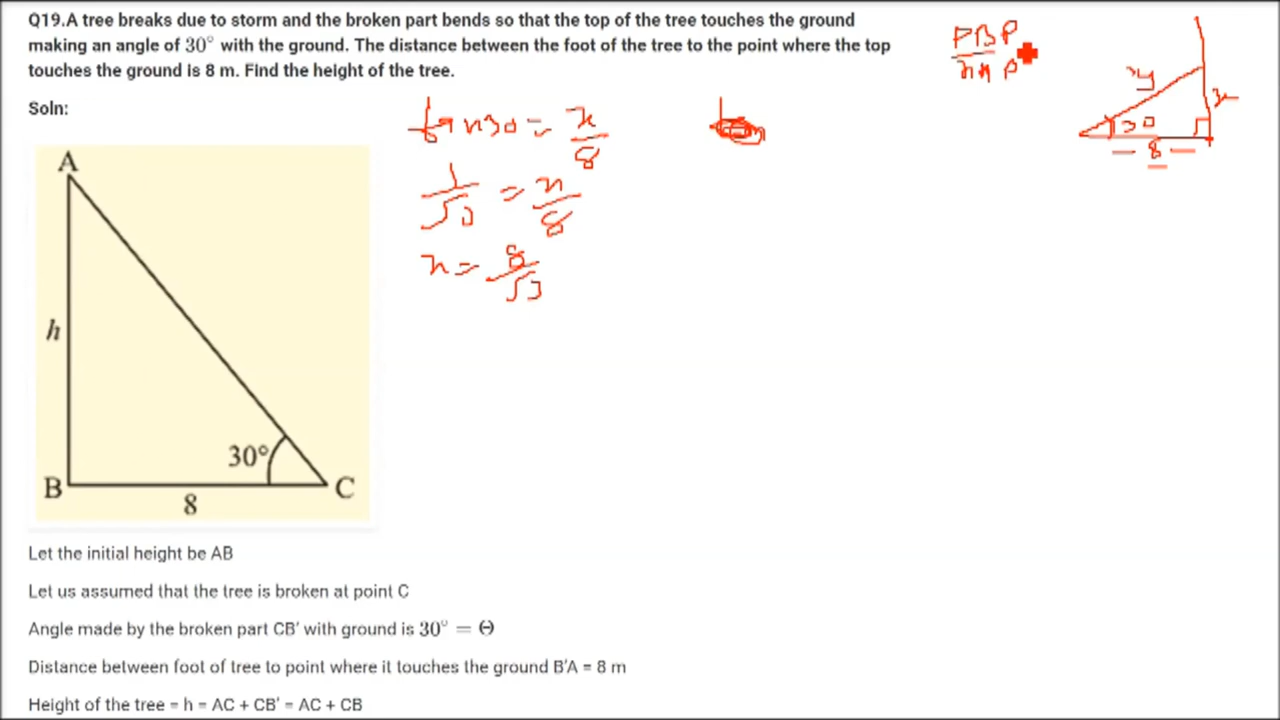 Q19.A tree breaks due to storm and the broken part bends so that the top of the tree touches the ground
making an angle of 30° with the ground. The distance between the foot of the tree to the point where the top
touches the ground is 8 m. Find the height of the tree.
Soln:
PBP
HHB
y
x
30
8
tan30 = x/8
1/√3 = x/8
x = 8/√3
A
h
30°
B
C
8
Let the initial height be AB
Let us assumed that the tree is broken at point C
Angle made by the broken part CB′ with ground is 30° = Θ
Distance between foot of tree to point where it touches the ground B′A = 8 m
Height of the tree = h = AC + CB′ = AC + CB